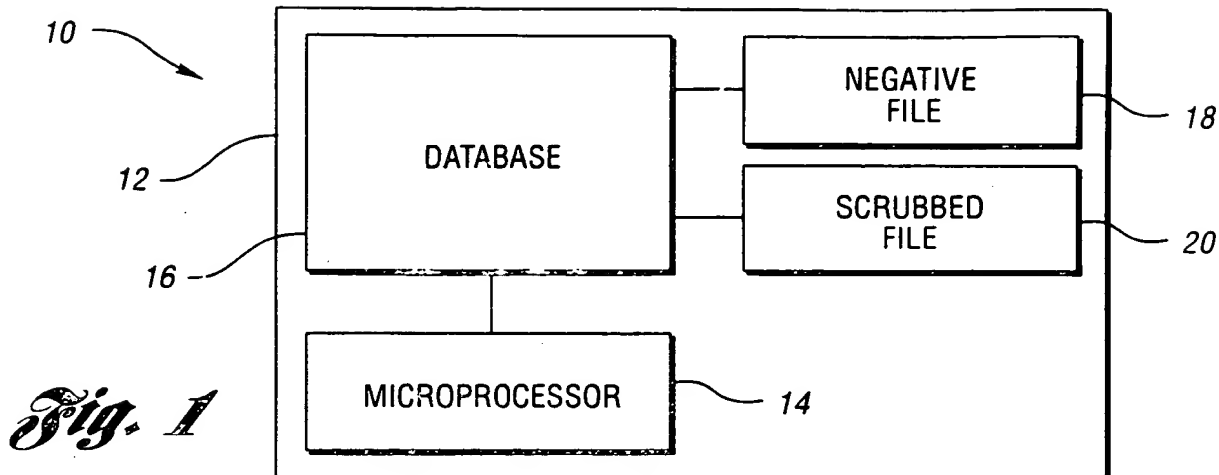 10
NEGATIVE
FILE
18
12
DATABASE
SCRUBBED
FILE
20
16
MICROPROCESSOR
14
Fig. 1